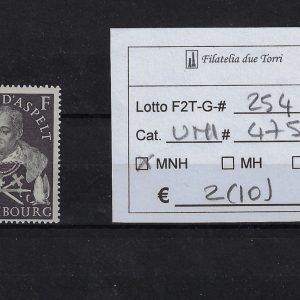 F
D'ASPELT
BOURG
Filatelia due Torri
Lotto F2T-G-# 254
Cat. UNI# 475
MNH MH
€ 2(10)